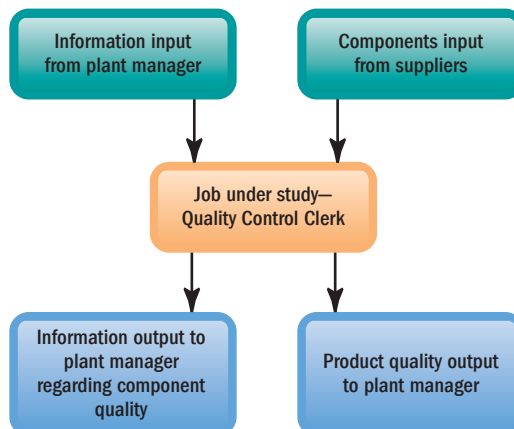 Information input
from plant manager
Components input
from suppliers
Job under study—
Quality Control Clerk
Information output to
plant manager
regarding component
quality
Product quality output
to plant manager